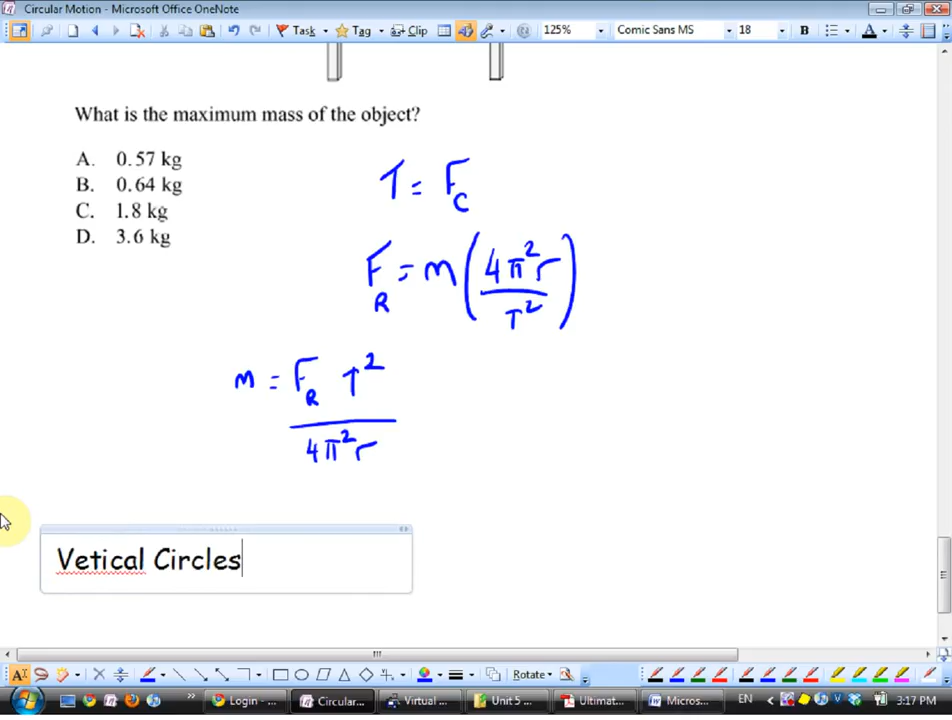 Circular Motion - Microsoft Office OneNote
Task Tag Clip 125% Comic Sans MS 18 B A
What is the maximum mass of the object?
A. 0.57 kg
B. 0.64 kg
C. 1.8 kg
D. 3.6 kg
T = F_C
F_R = m(4π²r/T²)
m = F_R T²
4π²r
Vetical Circles
Rotate
Login - ... Circular... Virtual ... Unit 5 ... Ultimat... Micros... EN 3:17 PM